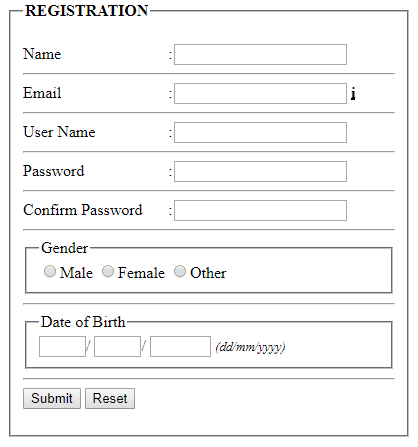 REGISTRATION
Name :
Email : i
User Name :
Password :
Confirm Password :
Gender
Male Female Other
Date of Birth
/ / (dd/mm/yyyy)
Submit Reset